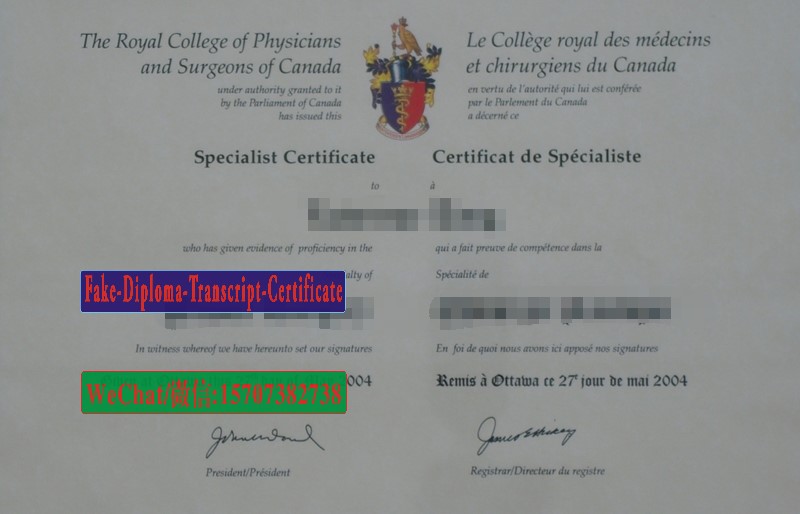 The Royal College of Physicians
and Surgeons of Canada
under authority granted to it
by the Parliament of Canada
has issued this
Le Collège royal des médecins
et chirurgiens du Canada
en vertu de l'autorité qui lui est conférée
par le Parlement du Canada
a décerné ce
Specialist Certificate
Certificat de Spécialiste
to
à
who has given evidence of proficiency in the
qui a fait preuve de compétence dans la
Fake-Diploma-Transcript-Certificate
alty of
Spécialité de
In witness whereof we have hereunto set our signatures
En foi de quoi nous avons ici apposé nos signatures
WeChat/微信:15707382738
2004
Remis à Ottawa ce 27e jour de mai 2004
President/Président
Registrar/Directeur du registre